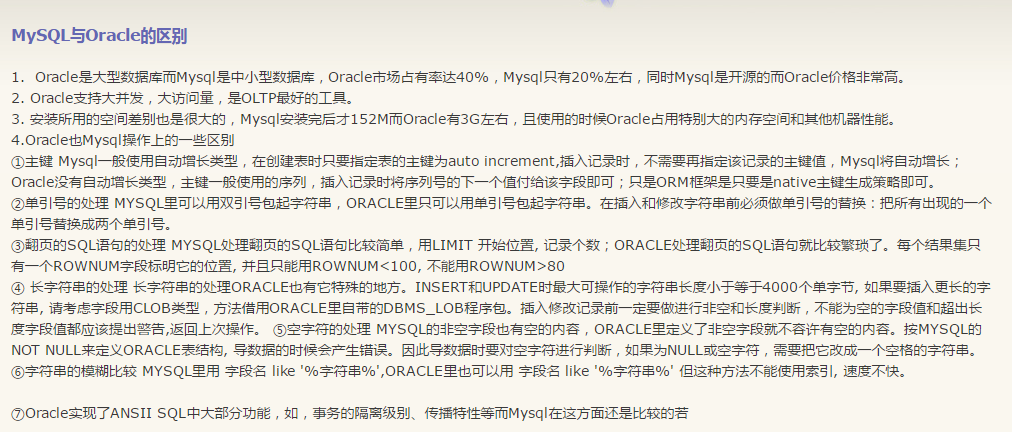 MySQL与Oracle的区别
1. Oracle是大型数据库而Mysql是中小型数据库，Oracle市场占有率达40%，Mysql只有20%左右，同时Mysql是开源的而Oracle价格非常高。
2. Oracle支持大并发，大访问量，是OLTP最好的工具。
3. 安装所用的空间差别也是很大的，Mysql安装完后才152M而Oracle有3G左右，且使用的时候Oracle占用特别大的内存空间和其他机器性能。
4.Oracle也Mysql操作上的一些区别
①主键 Mysql一般使用自动增长类型，在创建表时只要指定表的主键为auto increment,插入记录时，不需要再指定该记录的主键值，Mysql将自动增长；
Oracle没有自动增长类型，主键一般使用的序列，插入记录时将序列号的下一个值付给该字段即可；只是ORM框架是只要是native主键生成策略即可。
②单引号的处理 MYSQL里可以用双引号包起字符串，ORACLE里只可以用单引号包起字符串。在插入和修改字符串前必须做单引号的替换：把所有出现的一个
单引号替换成两个单引号。
③翻页的SQL语句的处理 MYSQL处理翻页的SQL语句比较简单，用LIMIT 开始位置, 记录个数；ORACLE处理翻页的SQL语句就比较繁琐了。每个结果集只
有一个ROWNUM字段标明它的位置, 并且只能用ROWNUM<100, 不能用ROWNUM>80
④ 长字符串的处理 长字符串的处理ORACLE也有它特殊的地方。INSERT和UPDATE时最大可操作的字符串长度小于等于4000个单字节, 如果要插入更长的字
符串, 请考虑字段用CLOB类型，方法借用ORACLE里自带的DBMS_LOB程序包。插入修改记录前一定要做进行非空和长度判断，不能为空的字段值和超出长
度字段值都应该提出警告,返回上次操作。 ⑤空字符的处理 MYSQL的非空字段也有空的内容，ORACLE里定义了非空字段就不容许有空的内容。按MYSQL的
NOT NULL来定义ORACLE表结构, 导数据的时候会产生错误。因此导数据时要对空字符进行判断，如果为NULL或空字符，需要把它改成一个空格的字符串。
⑥字符串的模糊比较 MYSQL里用 字段名 like '%字符串%',ORACLE里也可以用 字段名 like '%字符串%' 但这种方法不能使用索引, 速度不快。
⑦Oracle实现了ANSII SQL中大部分功能，如，事务的隔离级别、传播特性等而Mysql在这方面还是比较的苦